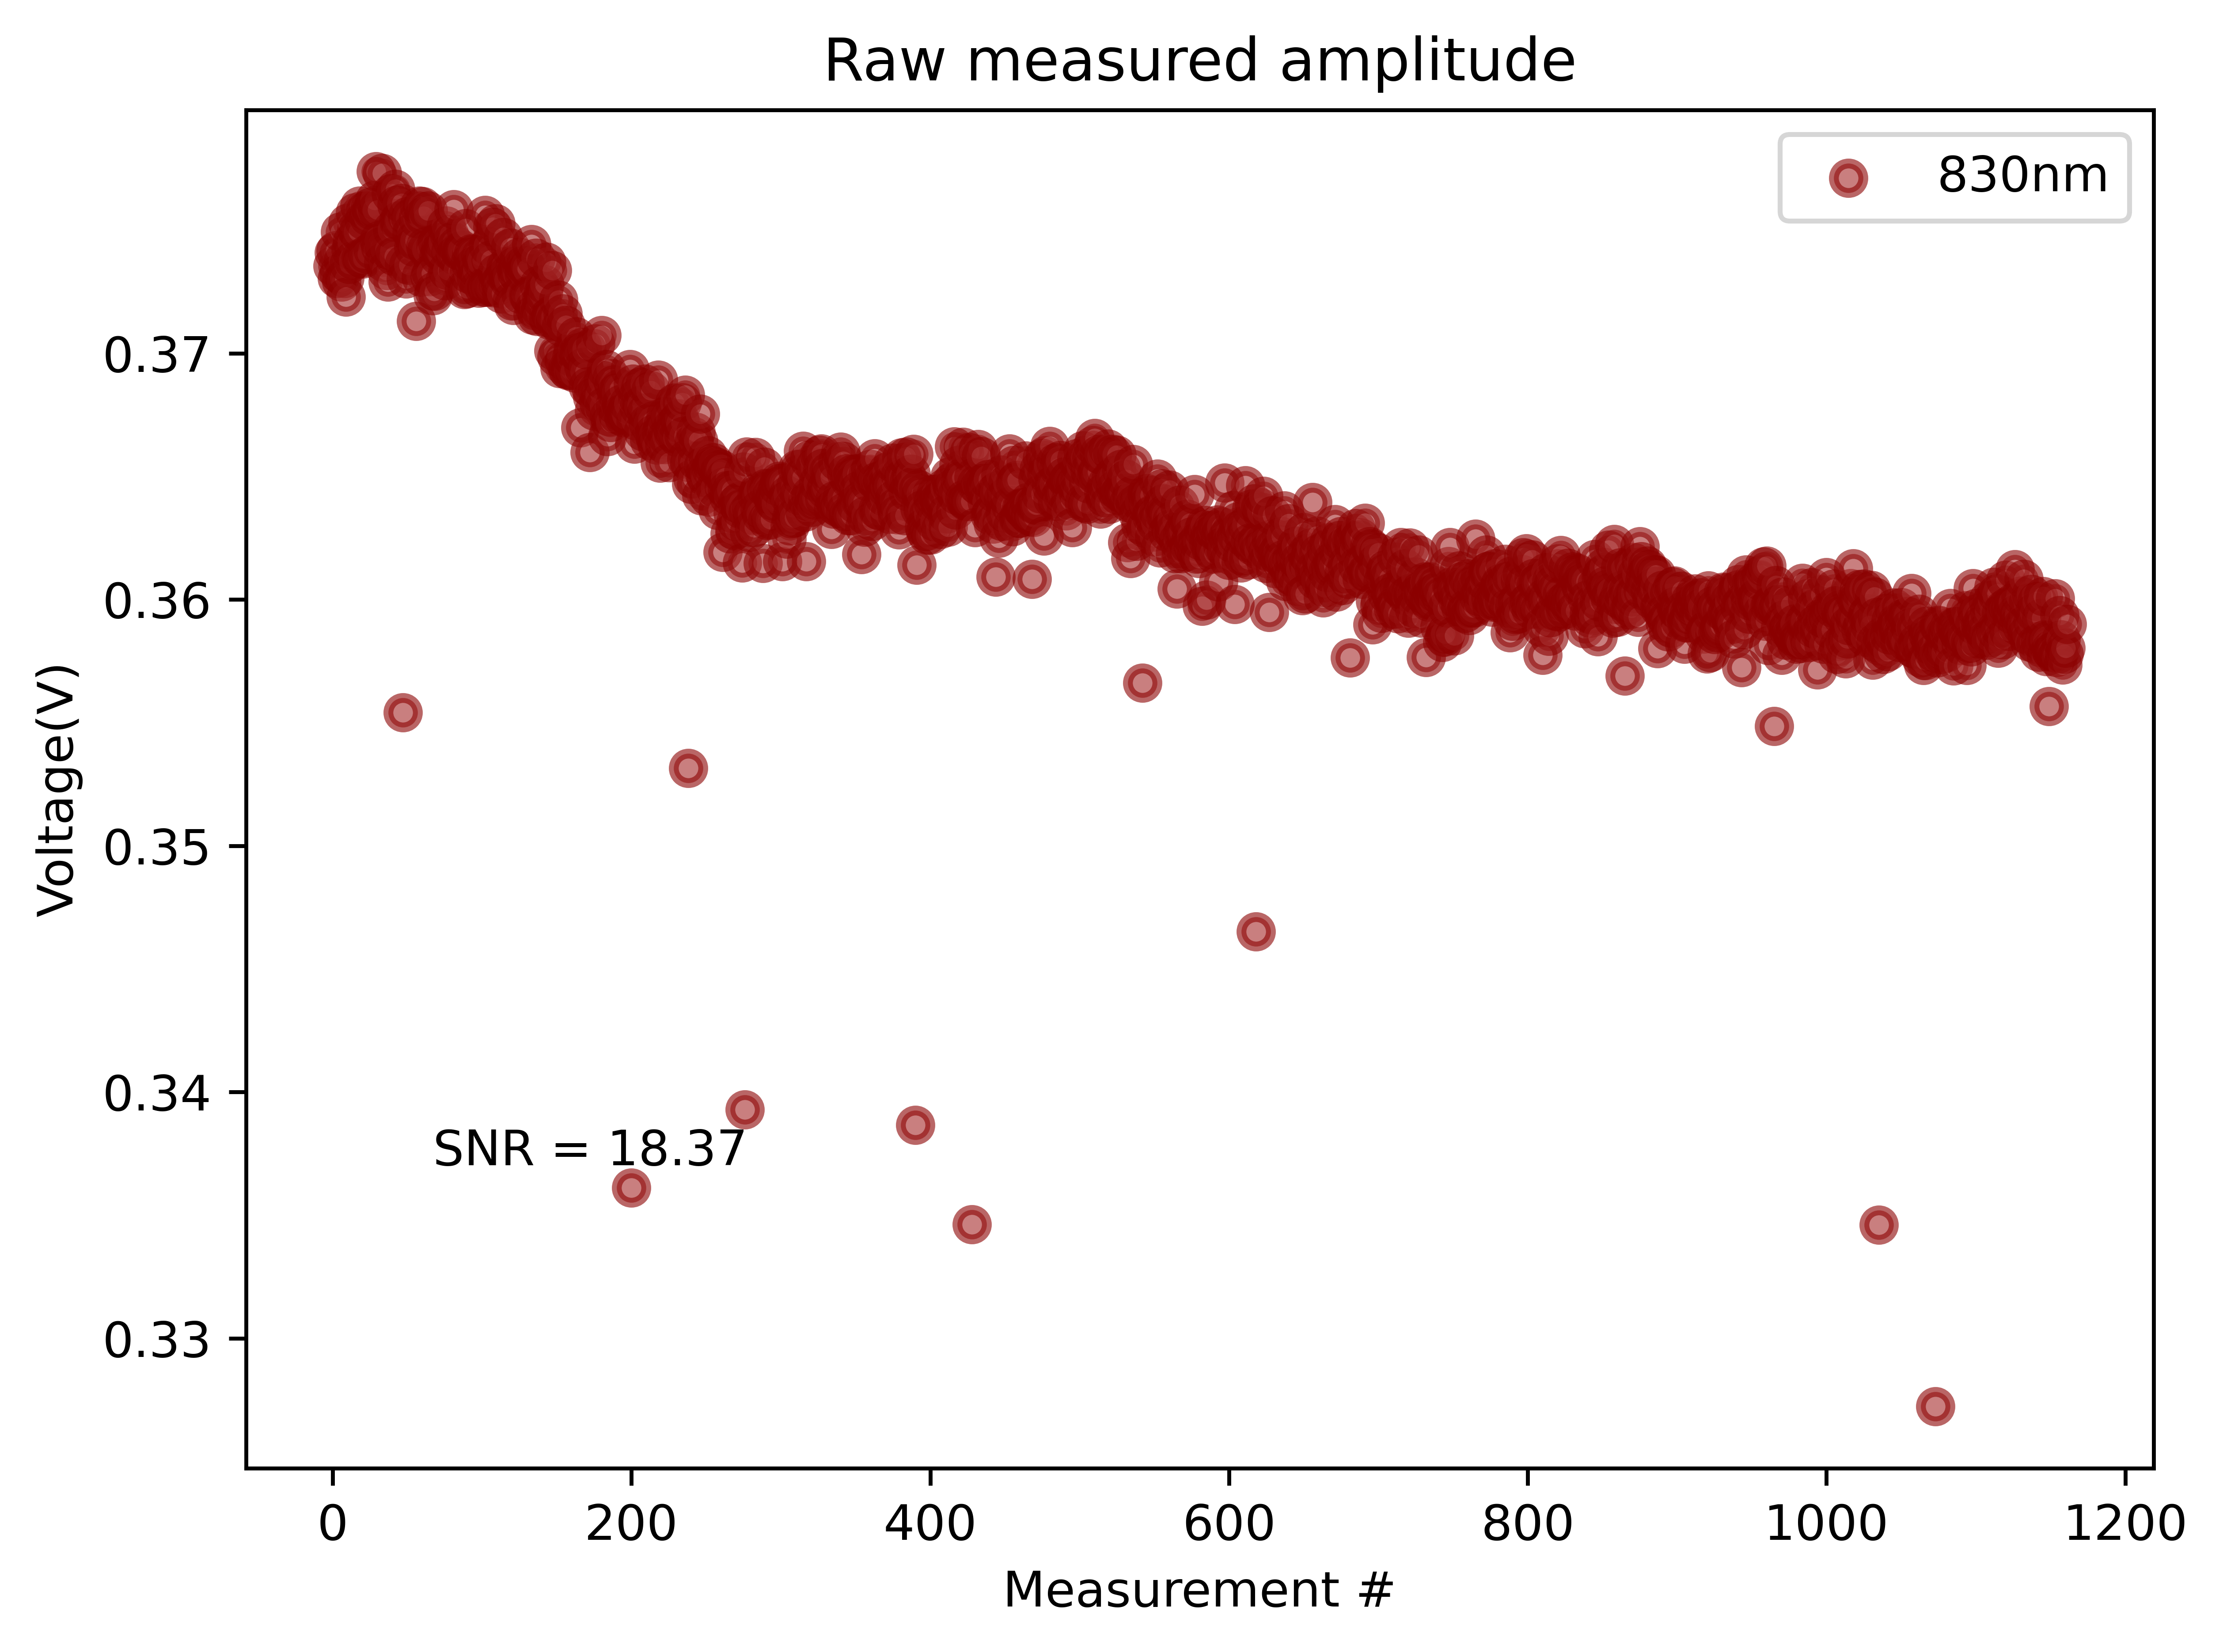 Raw measured amplitude
830nm
0.37
0.36
0.35
0.34
0.33
Voltage(V)
SNR = 18.37
0 200 400 600 800 1000 1200
Measurement #